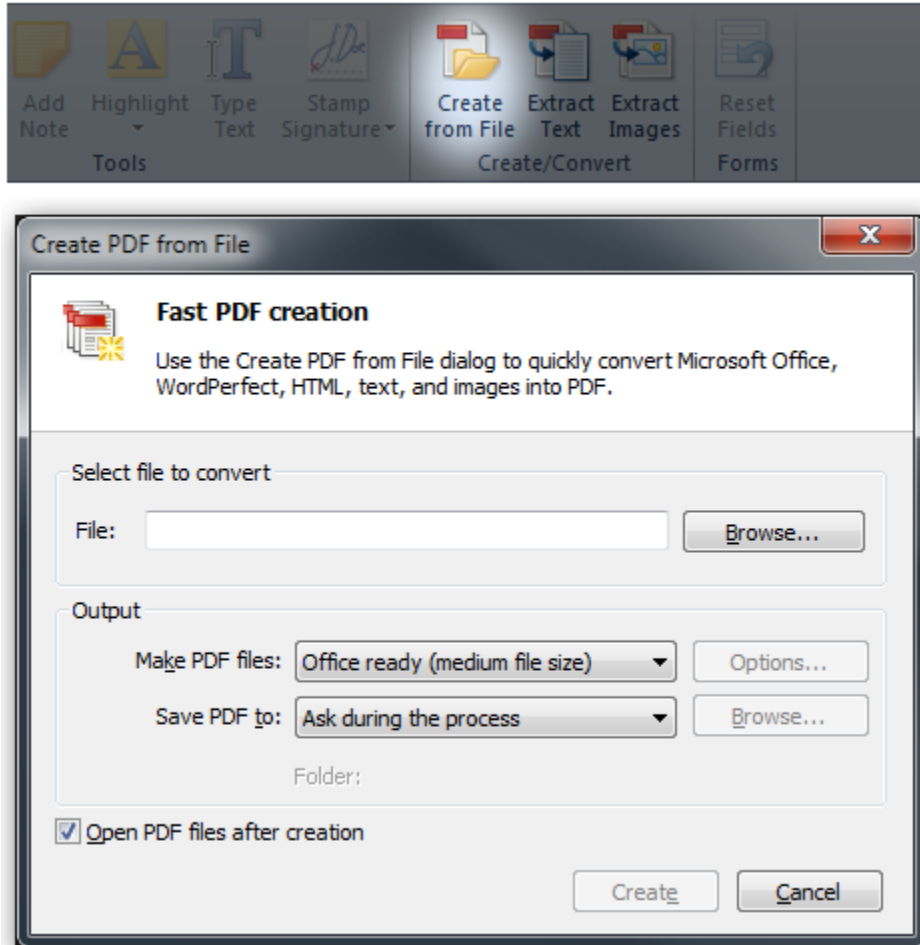 Add Highlight Type Stamp Create Extract Extract Reset
Note Text Signature from File Text Images Fields
Tools Create/Convert Forms
Create PDF from File
Fast PDF creation
Use the Create PDF from File dialog to quickly convert Microsoft Office,
WordPerfect, HTML, text, and images into PDF.
Select file to convert
File: Browse...
Output
Make PDF files: Office ready (medium file size) Options...
Save PDF to: Ask during the process Browse...
Folder:
Open PDF files after creation
Create Cancel